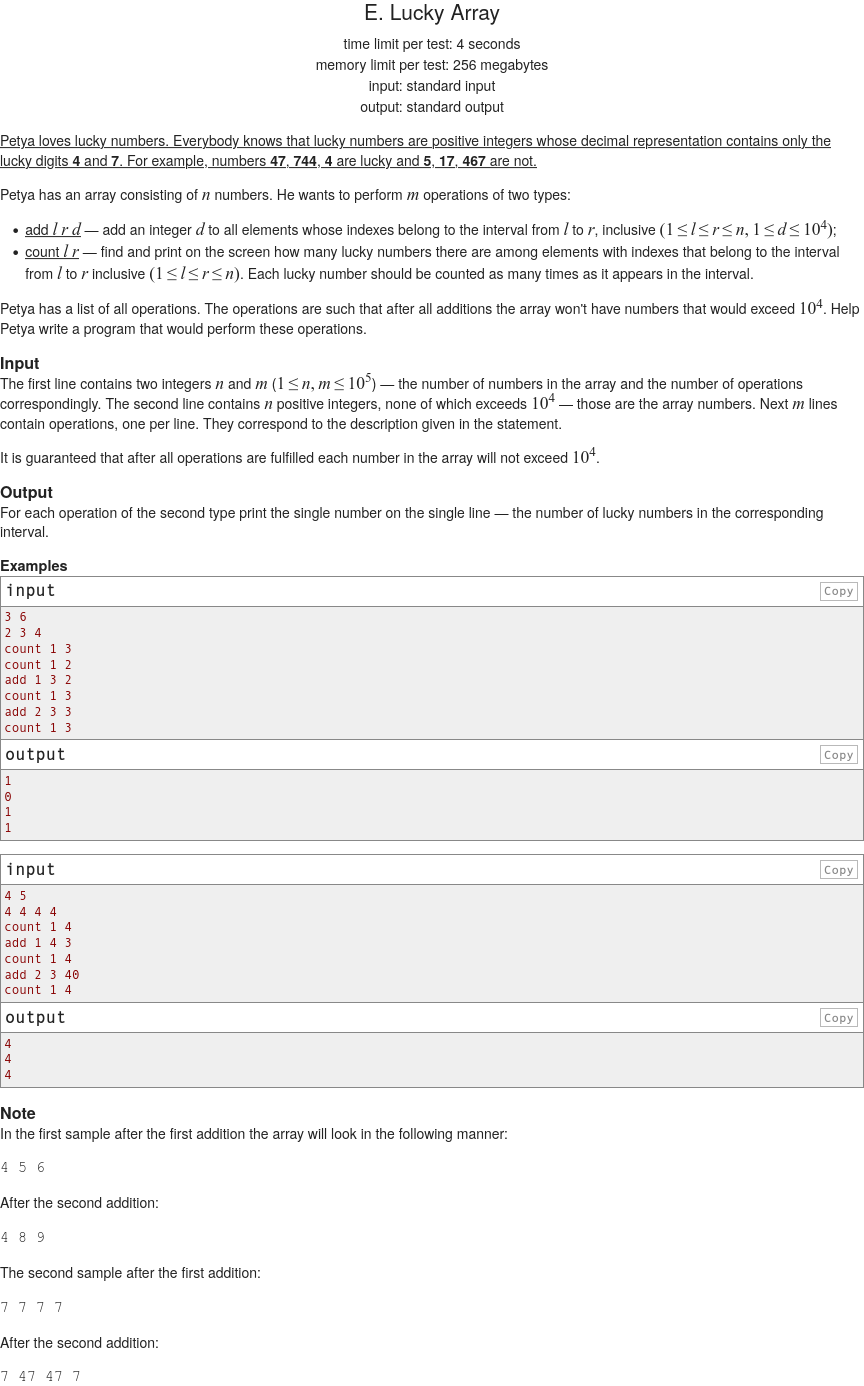 E. Lucky Array
time limit per test: 4 seconds
memory limit per test: 256 megabytes
input: standard input
output: standard output
Petya loves lucky numbers. Everybody knows that lucky numbers are positive integers whose decimal representation contains only the
lucky digits 4 and 7. For example, numbers 47, 744, 4 are lucky and 5, 17, 467 are not.
Petya has an array consisting of n numbers. He wants to perform m operations of two types:
• add l r d — add an integer d to all elements whose indexes belong to the interval from l to r, inclusive (1 ≤ l ≤ r ≤ n, 1 ≤ d ≤ 10^4);
• count l r — find and print on the screen how many lucky numbers there are among elements with indexes that belong to the interval
from l to r inclusive (1 ≤ l ≤ r ≤ n). Each lucky number should be counted as many times as it appears in the interval.
Petya has a list of all operations. The operations are such that after all additions the array won't have numbers that would exceed 10^4. Help
Petya write a program that would perform these operations.
Input
The first line contains two integers n and m (1 ≤ n, m ≤ 10^5) — the number of numbers in the array and the number of operations
correspondingly. The second line contains n positive integers, none of which exceeds 10^4 — those are the array numbers. Next m lines
contain operations, one per line. They correspond to the description given in the statement.
It is guaranteed that after all operations are fulfilled each number in the array will not exceed 10^4.
Output
For each operation of the second type print the single number on the single line — the number of lucky numbers in the corresponding
interval.
Examples
input Copy
3 6
2 3 4
count 1 3
count 1 2
add 1 3 2
count 1 3
add 2 3 3
count 1 3
output Copy
1
0
1
1
input Copy
4 5
4 4 4 4
count 1 4
add 1 4 3
count 1 4
add 2 3 40
count 1 4
output Copy
4
4
4
Note
In the first sample after the first addition the array will look in the following manner:
4 5 6
After the second addition:
4 8 9
The second sample after the first addition:
7 7 7 7
After the second addition:
7 47 47 7